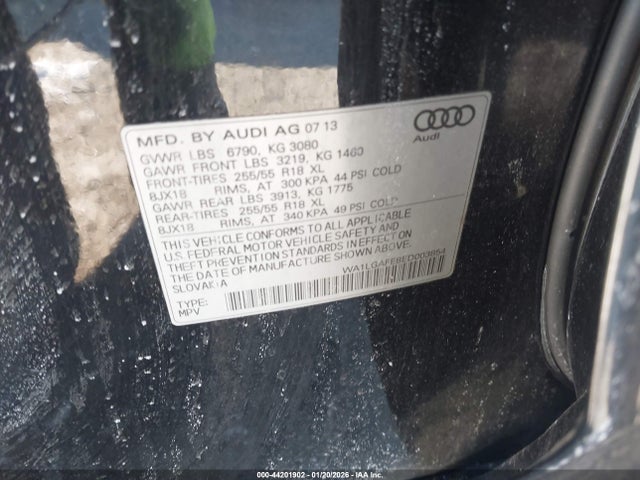 MFD. BY AUDI AG 07 13
Audi
GVWR LBS 6790, KG 3080
GAWR FRONT LBS 3219, KG 1460
FRONT-TIRES 255/55 R18 XL
8JX18 RIMS, AT 300 KPA 44 PSI COLD
GAWR REAR LBS 3913, KG 1775
REAR-TIRES 255/55 R18 XL
8JX18 RIMS, AT 340 KPA 49 PSI COLD
THIS VEHICLE CONFORMS TO ALL APPLICABLE
U.S. FEDERAL MOTOR VEHICLE SAFETY AND
THEFT PREVENTION STANDARDS IN EFFECT ON
THE DATE OF MANUFACTURE SHOWN ABOVE.
SLOVAKIA
WA1LGAFE8ED003854
TYPE:
MPV
000-44201902 - 01/20/2026 - COPYRIGHT IAA, LLC